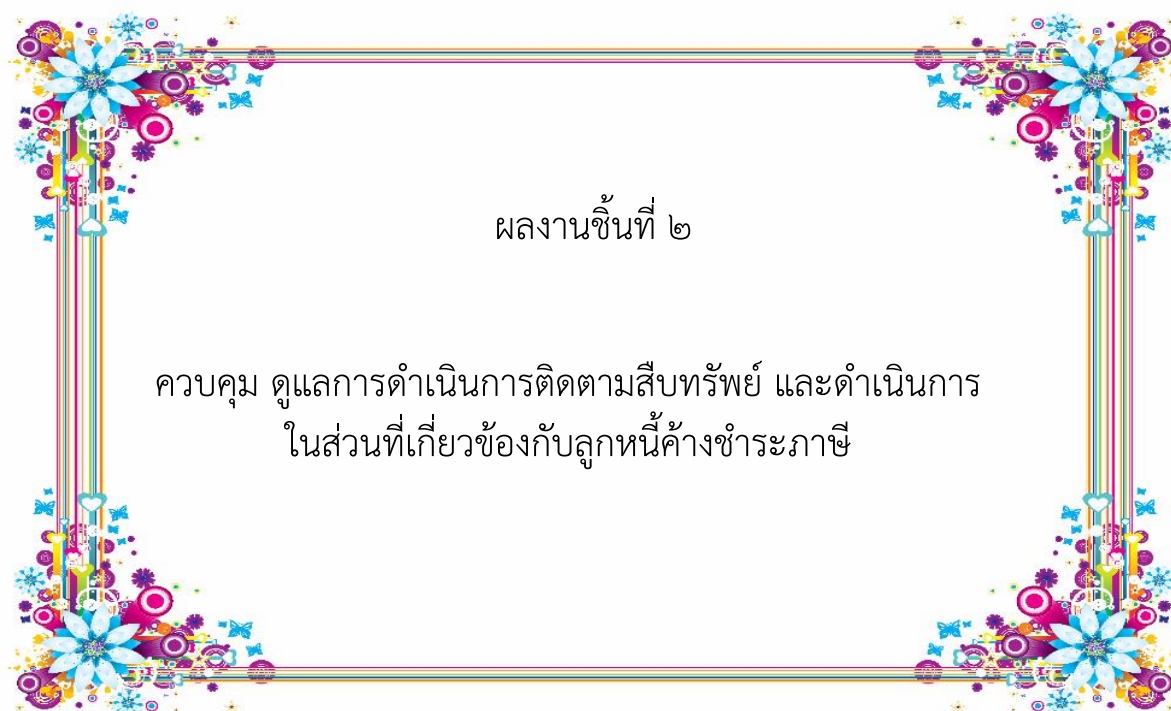 ผลงานชิ้นที่ ๒
ควบคุม ดูแลการดำเนินการติดตามสืบทรัพย์ และดำเนินการ
ในส่วนที่เกี่ยวข้องกับลูกหนี้ค้างชำระภาษี